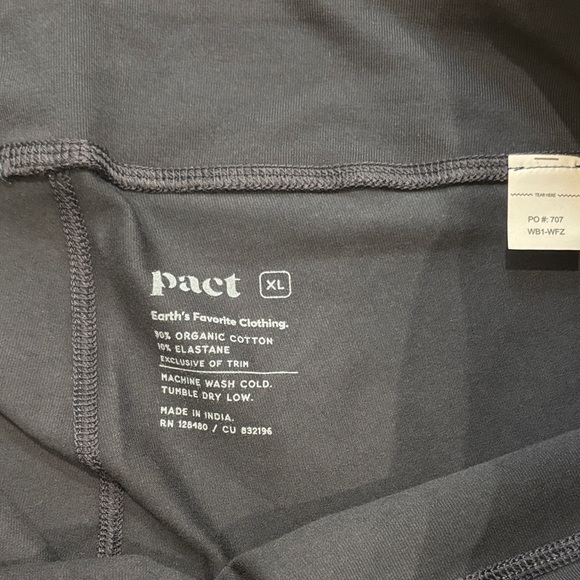 pact XL
Earth's Favorite Clothing.
90% ORGANIC COTTON
10% ELASTANE
EXCLUSIVE OF TRIM
MACHINE WASH COLD.
TUMBLE DRY LOW.
MADE IN INDIA.
RN 128480 / CU 832196
TEAR HERE
PO #: 707
WB1-WFZ